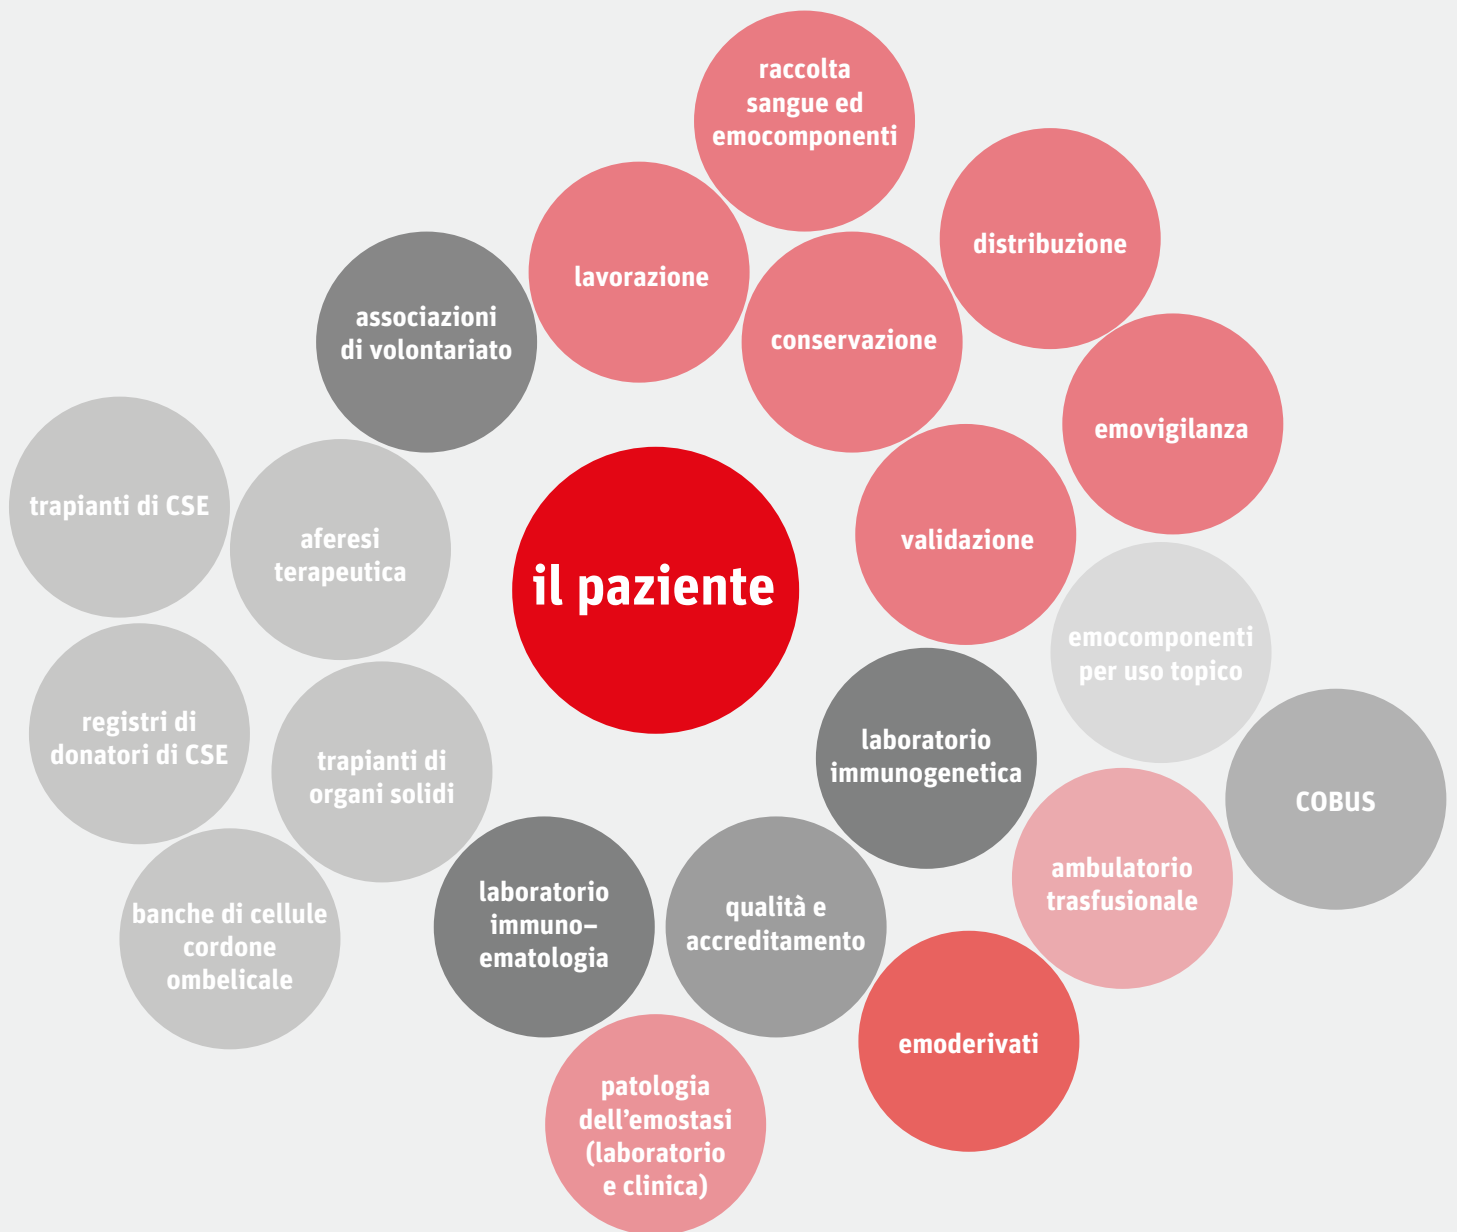 raccolta
sangue ed
emocomponenti
distribuzione
lavorazione
associazioni
di volontariato
conservazione
emovigilanza
trapianti di CSE
aferesi
terapeutica
validazione
il paziente
emocomponenti
per uso topico
registri di
donatori di CSE
trapianti di
organi solidi
laboratorio
immunogenetica
COBUS
ambulatorio
trasfusionale
banche di cellule
cordone
ombelicale
laboratorio
immuno–
ematologia
qualità e
accreditamento
emoderivati
patologia
dell’emostasi
(laboratorio
e clinica)